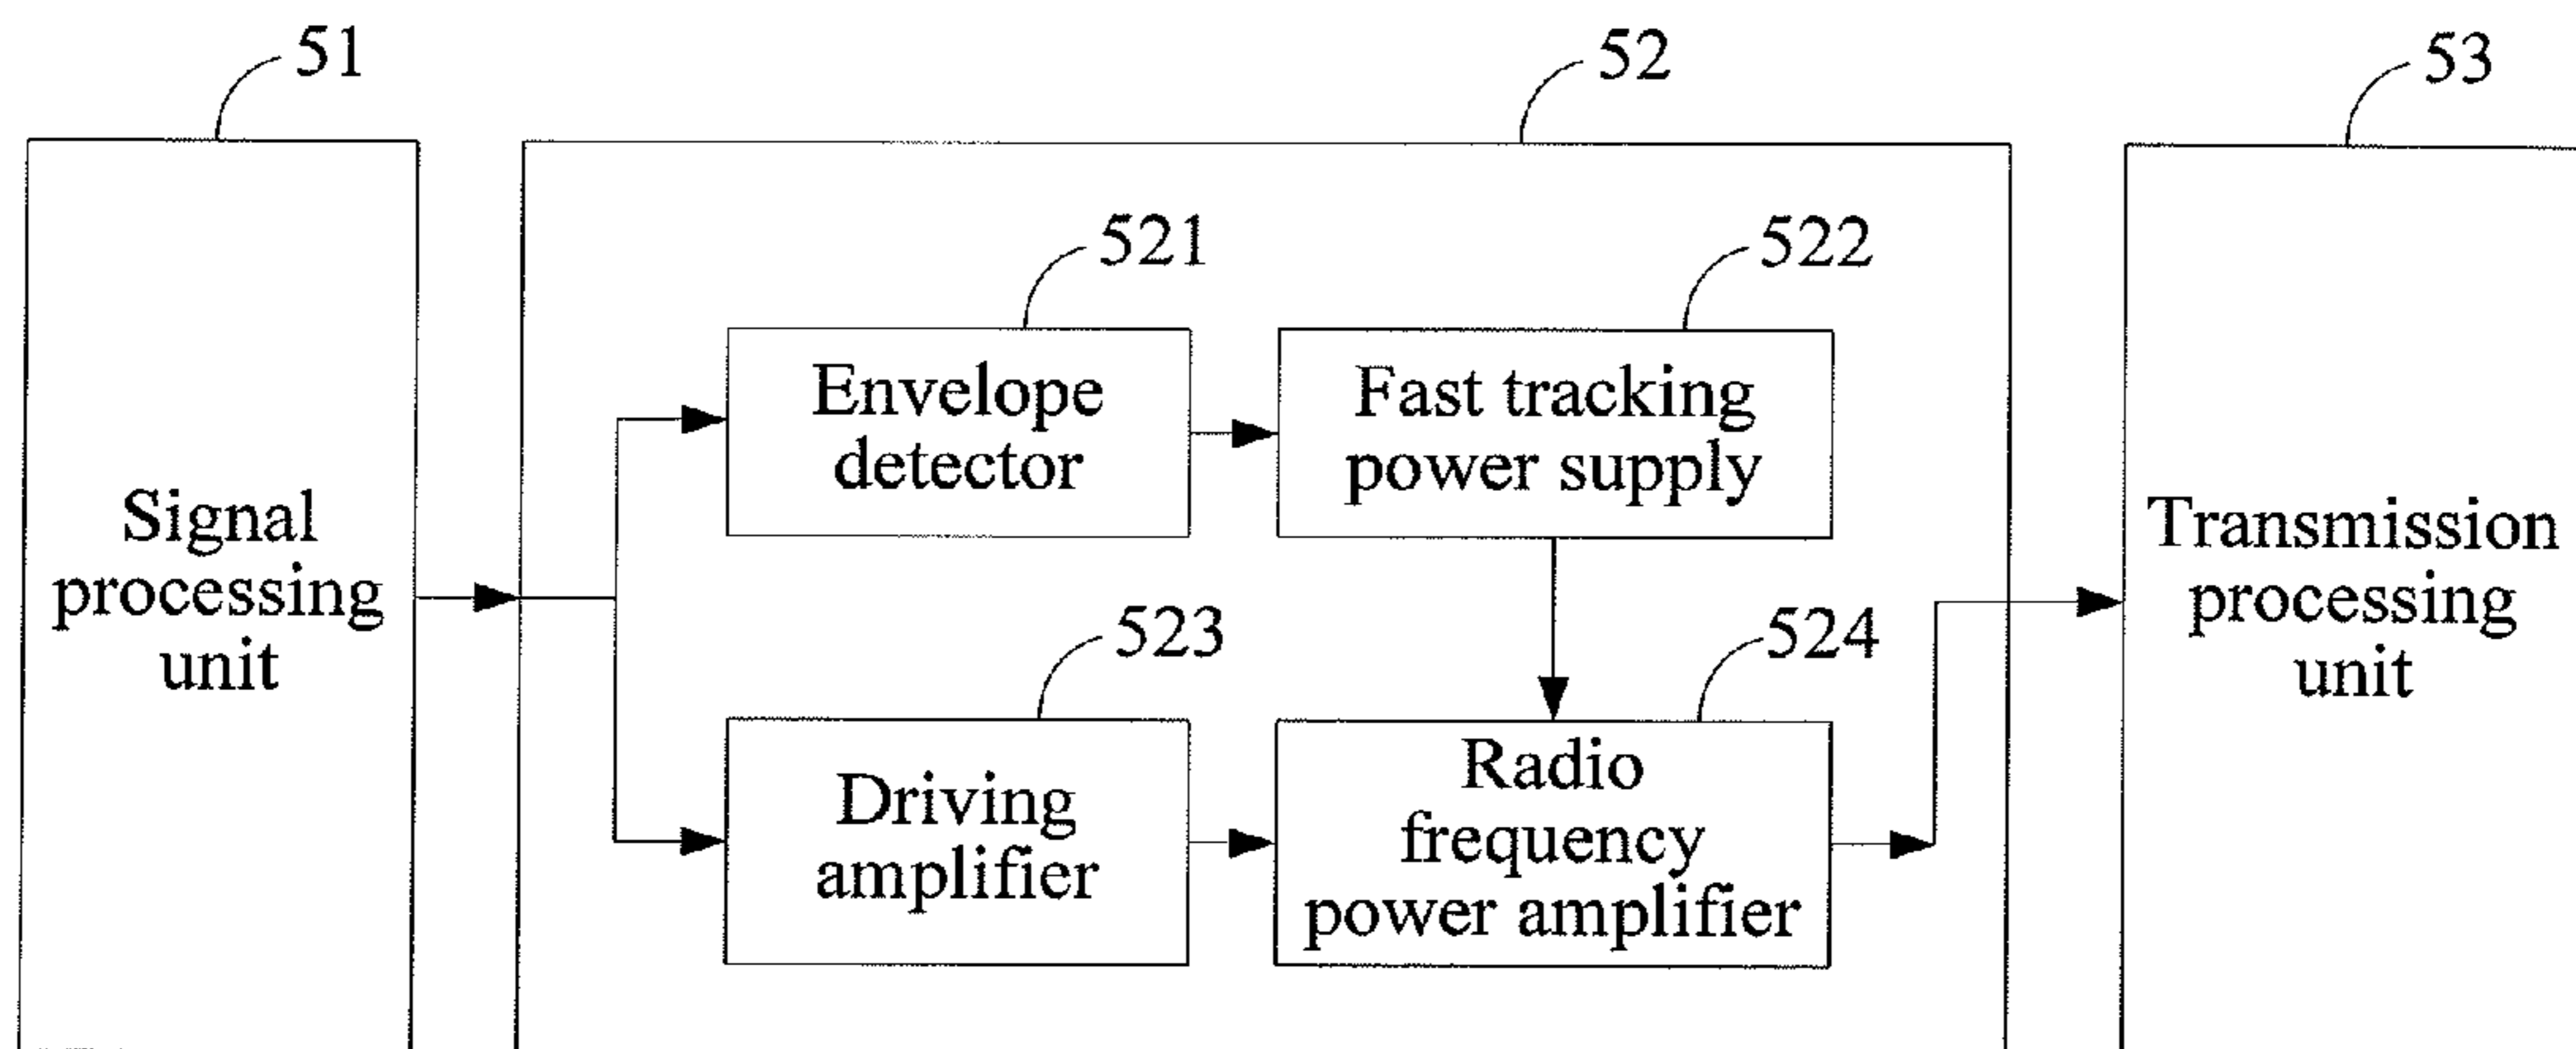 51
52
53
521
522
Envelope
detector
Fast tracking
power supply
Signal
processing
unit
Transmission
processing
unit
523
524
Driving
amplifier
Radio
frequency
power amplifier